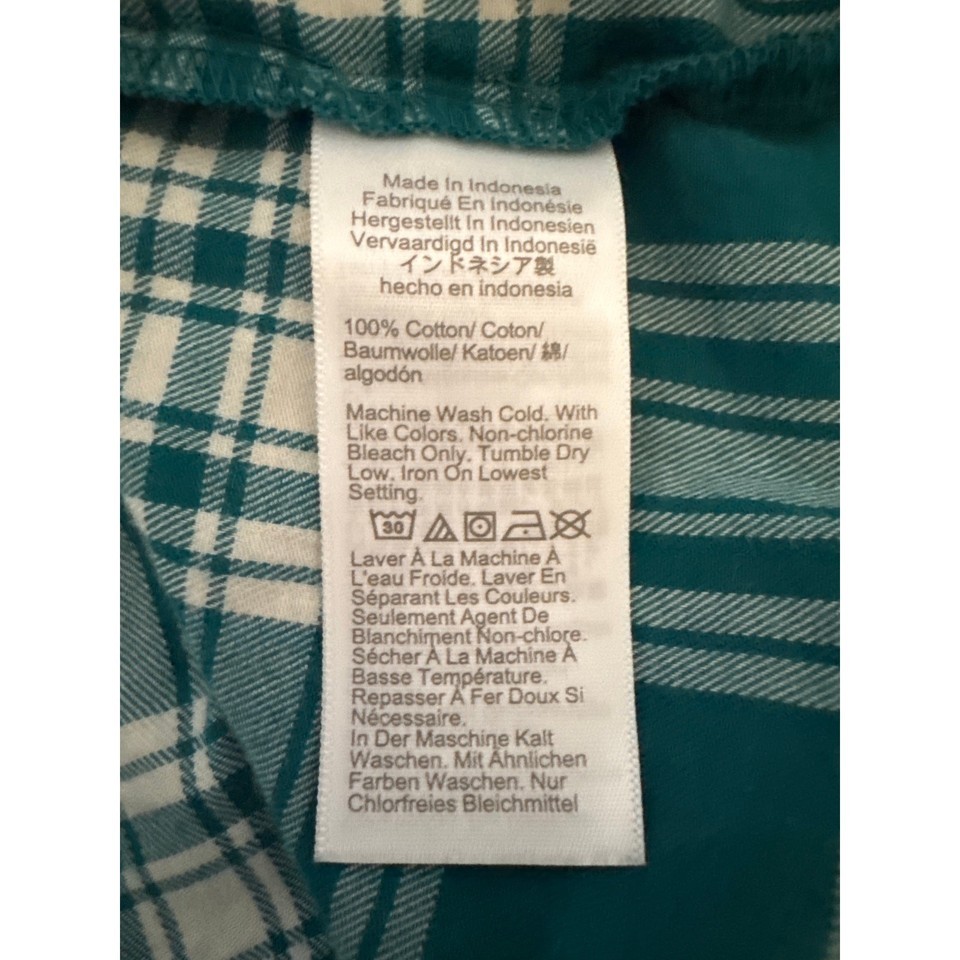 Made In Indonesia
Fabriqué En Indonésie
Hergestellt In Indonesien
Vervaardigd In Indonesië
インドネシア製
hecho en indonesia
100% Cotton/ Coton/
Baumwolle/ Katoen/ 綿/
algodón
Machine Wash Cold. With
Like Colors. Non-chlorine
Bleach Only. Tumble Dry
Low. Iron On Lowest
Setting.
30
Laver À La Machine À
L'eau Froide. Laver En
Séparant Les Couleurs.
Seulement Agent De
Blanchiment Non-chlore.
Sécher À La Machine À
Basse Température.
Repasser À Fer Doux Si
Nécessaire.
In Der Maschine Kalt
Waschen. Mit Ähnlichen
Farben Waschen. Nur
Chlorfreies Bleichmittel